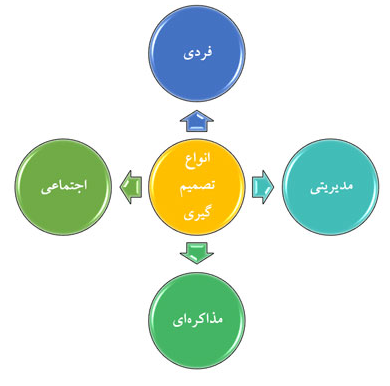 فردی
انواع
تصمیم
گیری
مدیریتی
اجتماعی
مذاکره‌ای